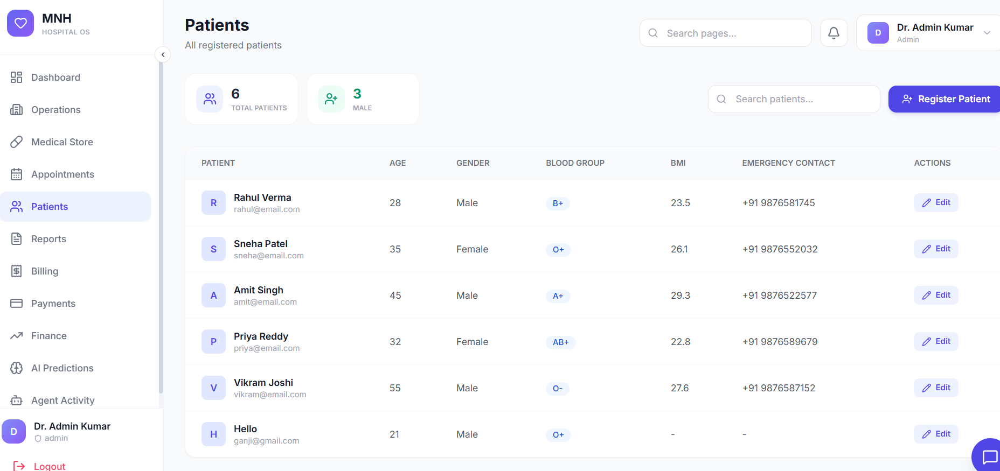 MNH
HOSPITAL OS
Dashboard
Operations
Medical Store
Appointments
Patients
Reports
Billing
Payments
Finance
AI Predictions
Agent Activity
D
Dr. Admin Kumar
admin
Logout
Patients
All registered patients
Search pages...
D
Dr. Admin Kumar
Admin
6
TOTAL PATIENTS
3
MALE
Search patients...
Register Patient
PATIENT AGE GENDER BLOOD GROUP BMI EMERGENCY CONTACT ACTIONS
R Rahul Verma 28 Male B+ 23.5 +91 9876581745 Edit
rahul@email.com
S Sneha Patel 35 Female O+ 26.1 +91 9876552032 Edit
sneha@email.com
A Amit Singh 45 Male A+ 29.3 +91 9876522577 Edit
amit@email.com
P Priya Reddy 32 Female AB+ 22.8 +91 9876589679 Edit
priya@email.com
V Vikram Joshi 55 Male O- 27.6 +91 9876587152 Edit
vikram@email.com
H Hello 21 Male O+ - - Edit
ganji@gmail.com